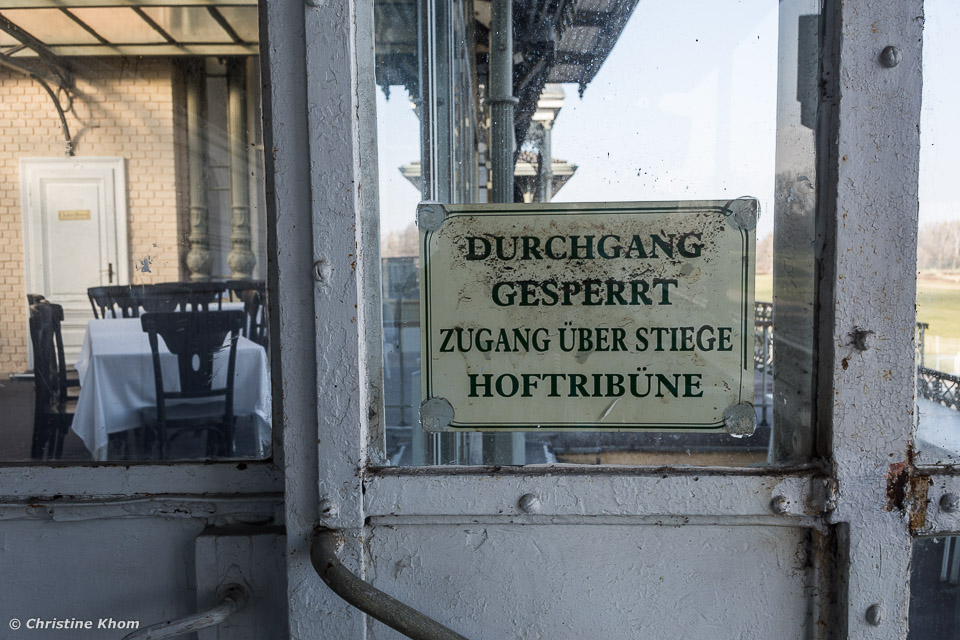 DURCHGANG
GESPERRT
ZUGANG ÜBER STIEGE
HOFTRIBÜNE
© Christine Khom